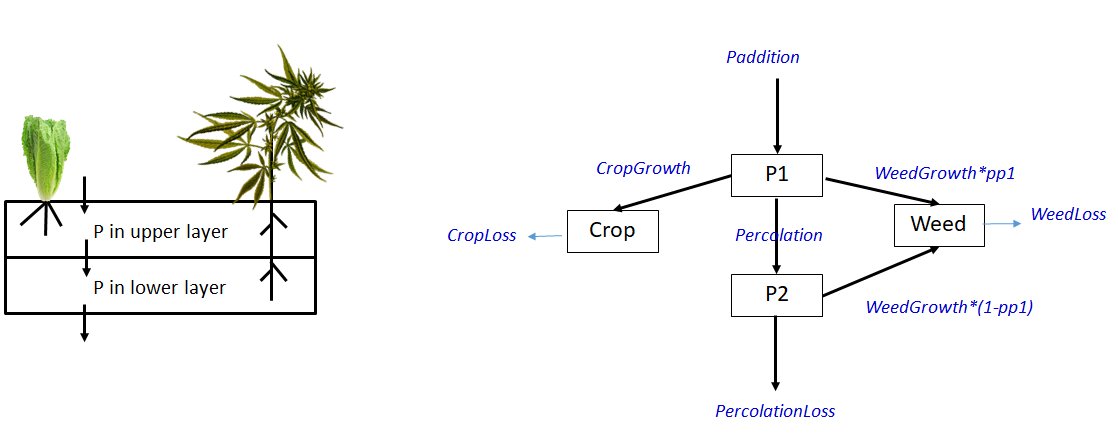 P in upper layer
P in lower layer
Paddition
CropGrowth
P1
WeedGrowth*pp1
CropLoss
Crop
Percolation
Weed
WeedLoss
P2
WeedGrowth*(1-pp1)
PercolationLoss